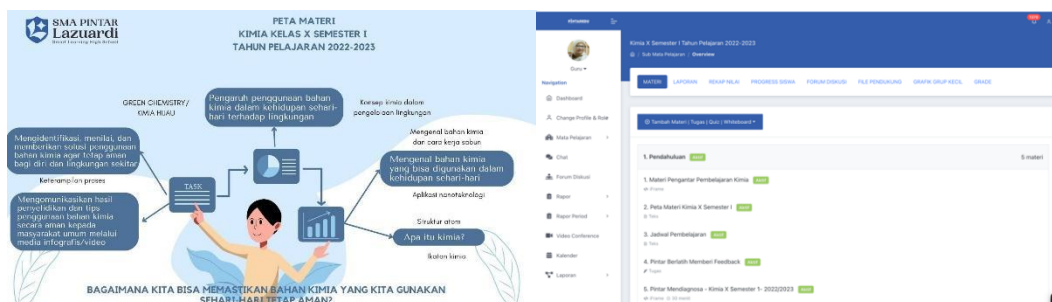 SMA PINTAR
Lazuardi
PETA MATERI
KIMIA KELAS X SEMESTER I
TAHUN PELAJARAN 2022-2023
GREEN CHEMISTRY/
KIMIA HIJAU
Pengaruh penggunaan bahan
kimia dalam kehidupan sehari-
hari terhadap lingkungan
Konsep kimia dalam
pengelolaan lingkungan
Mengidentifikasi, menilai, dan
memberikan solusi penggunaan
bahan kimia agar tetap aman
bagi diri dan lingkungan sekitar
Mengenal bahan kimia
dan cara kerja sabun
Mengenal bahan kimia
yang bisa digunakan dalam
kehidupan sehari-hari
Keterampilan proses
TASK
Aplikasi nanoteknologi
Mengomunikasikan hasil
penyelidikan dan tips
penggunaan bahan kimia
secara aman kepada
masyarakat umum melalui
media infografis/video
Struktur atom
Apa itu kimia?
Ikatan kimia
BAGAIMANA KITA BISA MEMASTIKAN BAHAN KIMIA YANG KITA GUNAKAN
SEHARI-HARI TETAP AMAN?
Guru
Navigation
Dashboard
Change Profile & Role
Mata Pelajaran
Chat
Forum Diskusi
Rapor
Rapor Period
Video Conference
Kalender
Laporan
Kimia X Semester I Tahun Pelajaran 2022-2023
/ Sub Mata Pelajaran / Overview
MATERI LAPORAN REKAP NILAI PROGRESS SISWA FORUM DISKUSI FILE PENDUKUNG GRAFIK GRUP KECIL GRADE
Tambah Materi | Tugas | Quiz | Whiteboard
1. Pendahuluan
5 materi
1. Materi Pengantar Pembelajaran Kimia
iFrame
2. Peta Materi Kimia X Semester I
Teks
3. Jadwal Pembelajaran
Teks
4. Pintar Berlatih Memberi Feedback
Tugas
5. Pintar Mendiagnosa - Kimia X Semester 1- 2022/2023